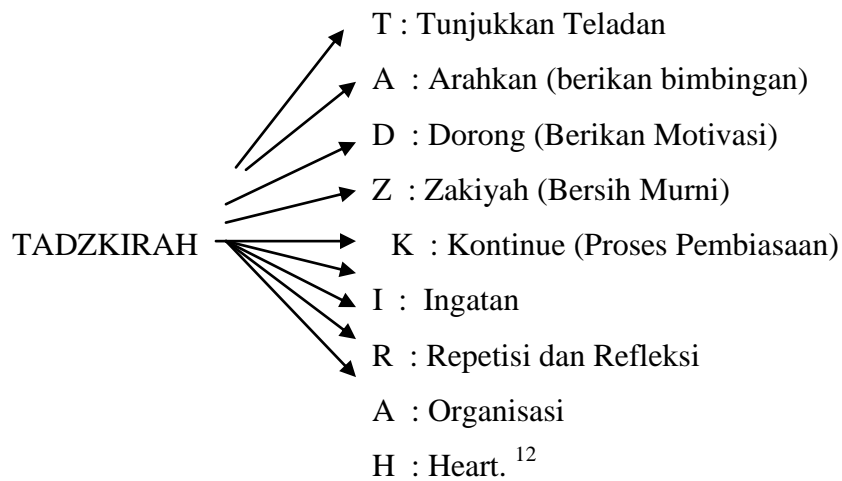 T : Tunjukkan Teladan
A : Arahkan (berikan bimbingan)
D : Dorong (Berikan Motivasi)
Z : Zakiyah (Bersih Murni)
TADZKIRAH
K : Kontinue (Proses Pembiasaan)
I : Ingatan
R : Repetisi dan Refleksi
A : Organisasi
H : Heart. 12